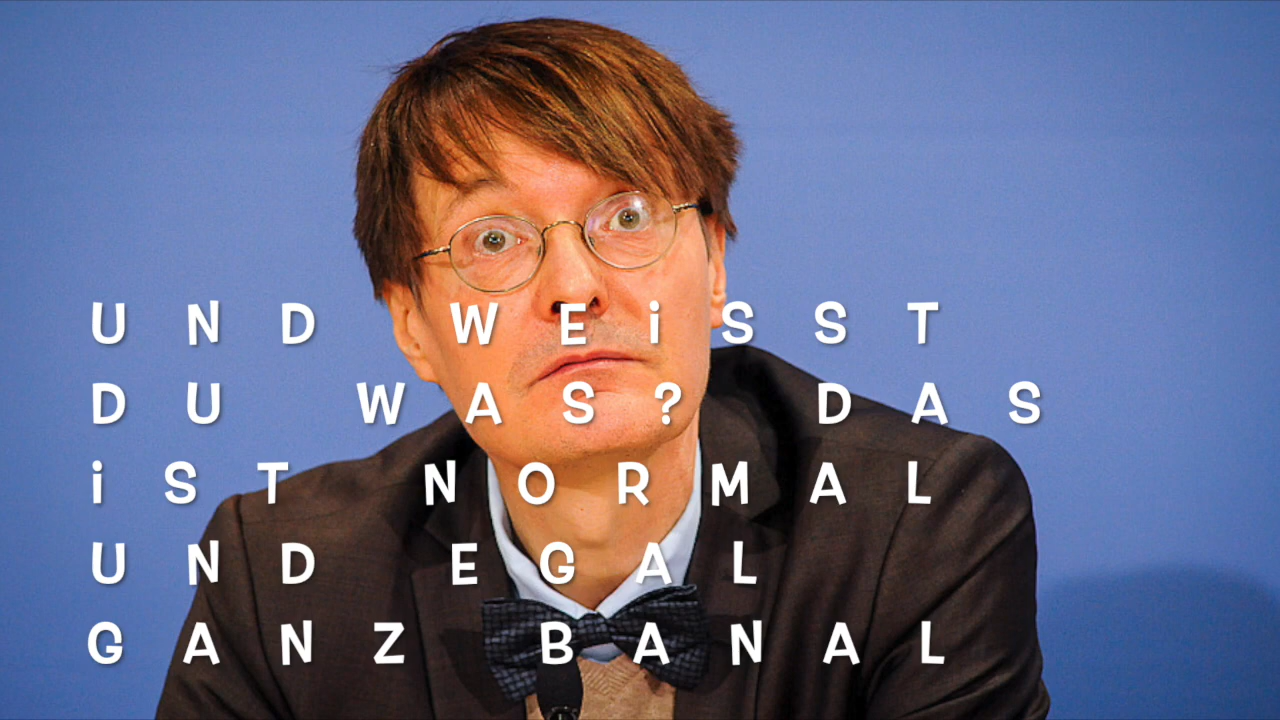 UND WEiSST
DU WAS? DAS
iST NORMAL
UND EGAL
GANZ BANAL